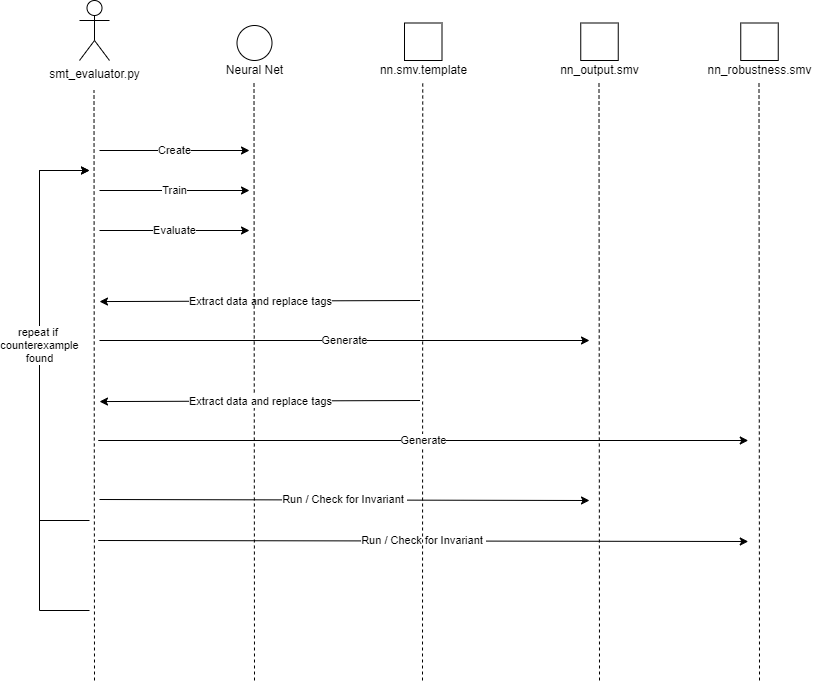 smt_evaluator.py
Neural Net
nn.smv.template
nn_output.smv
nn_robustness.smv
Create
Train
Evaluate
Extract data and replace tags
repeat if
counterexample
found
Generate
Extract data and replace tags
Generate
Run / Check for Invariant
Run / Check for Invariant